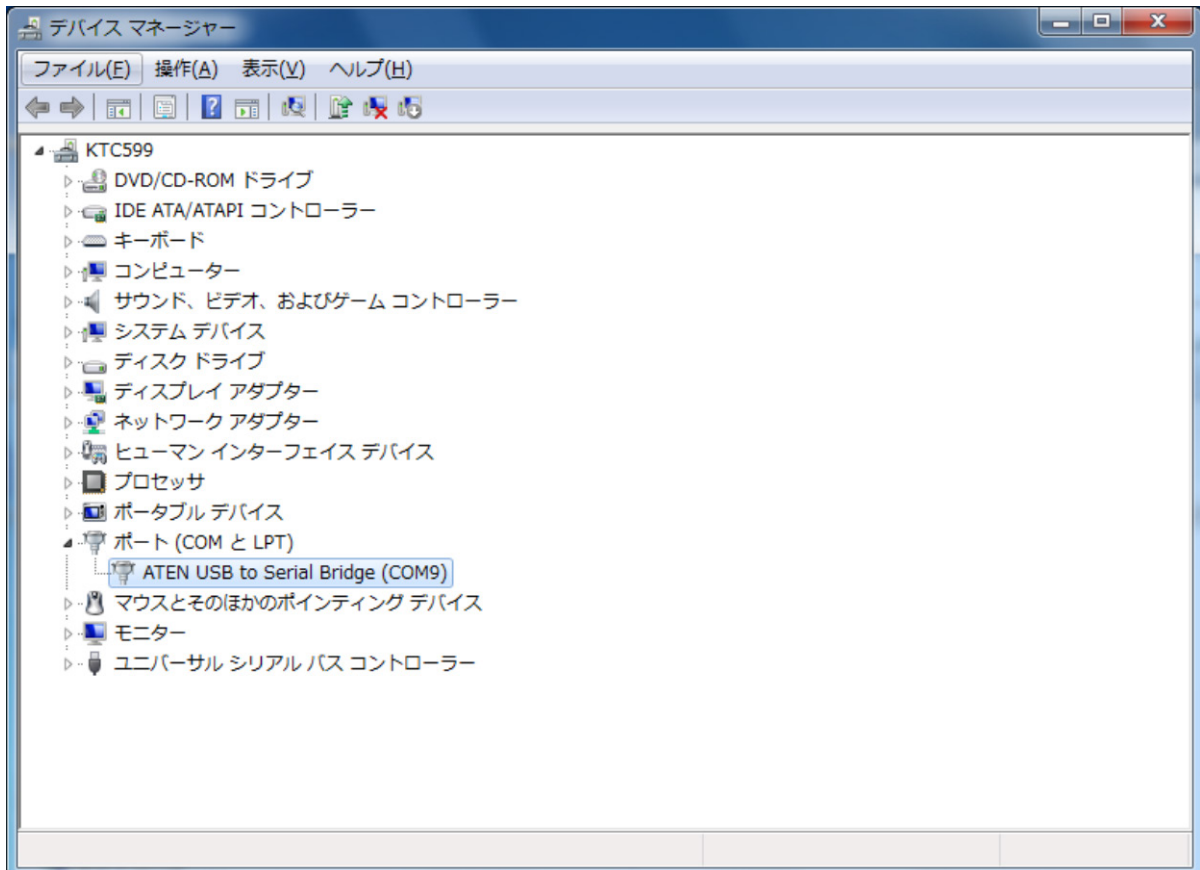 デバイス マネージャー
ファイル(F) 操作(A) 表示(V) ヘルプ(H)
KTC599
DVD/CD-ROM ドライブ
IDE ATA/ATAPI コントローラー
キーボード
コンピューター
サウンド、ビデオ、およびゲーム コントローラー
システム デバイス
ディスク ドライブ
ディスプレイ アダプター
ネットワーク アダプター
ヒューマン インターフェイス デバイス
プロセッサ
ポータブル デバイス
ポート (COM と LPT)
ATEN USB to Serial Bridge (COM9)
マウスとそのほかのポインティング デバイス
モニター
ユニバーサル シリアル バス コントローラー